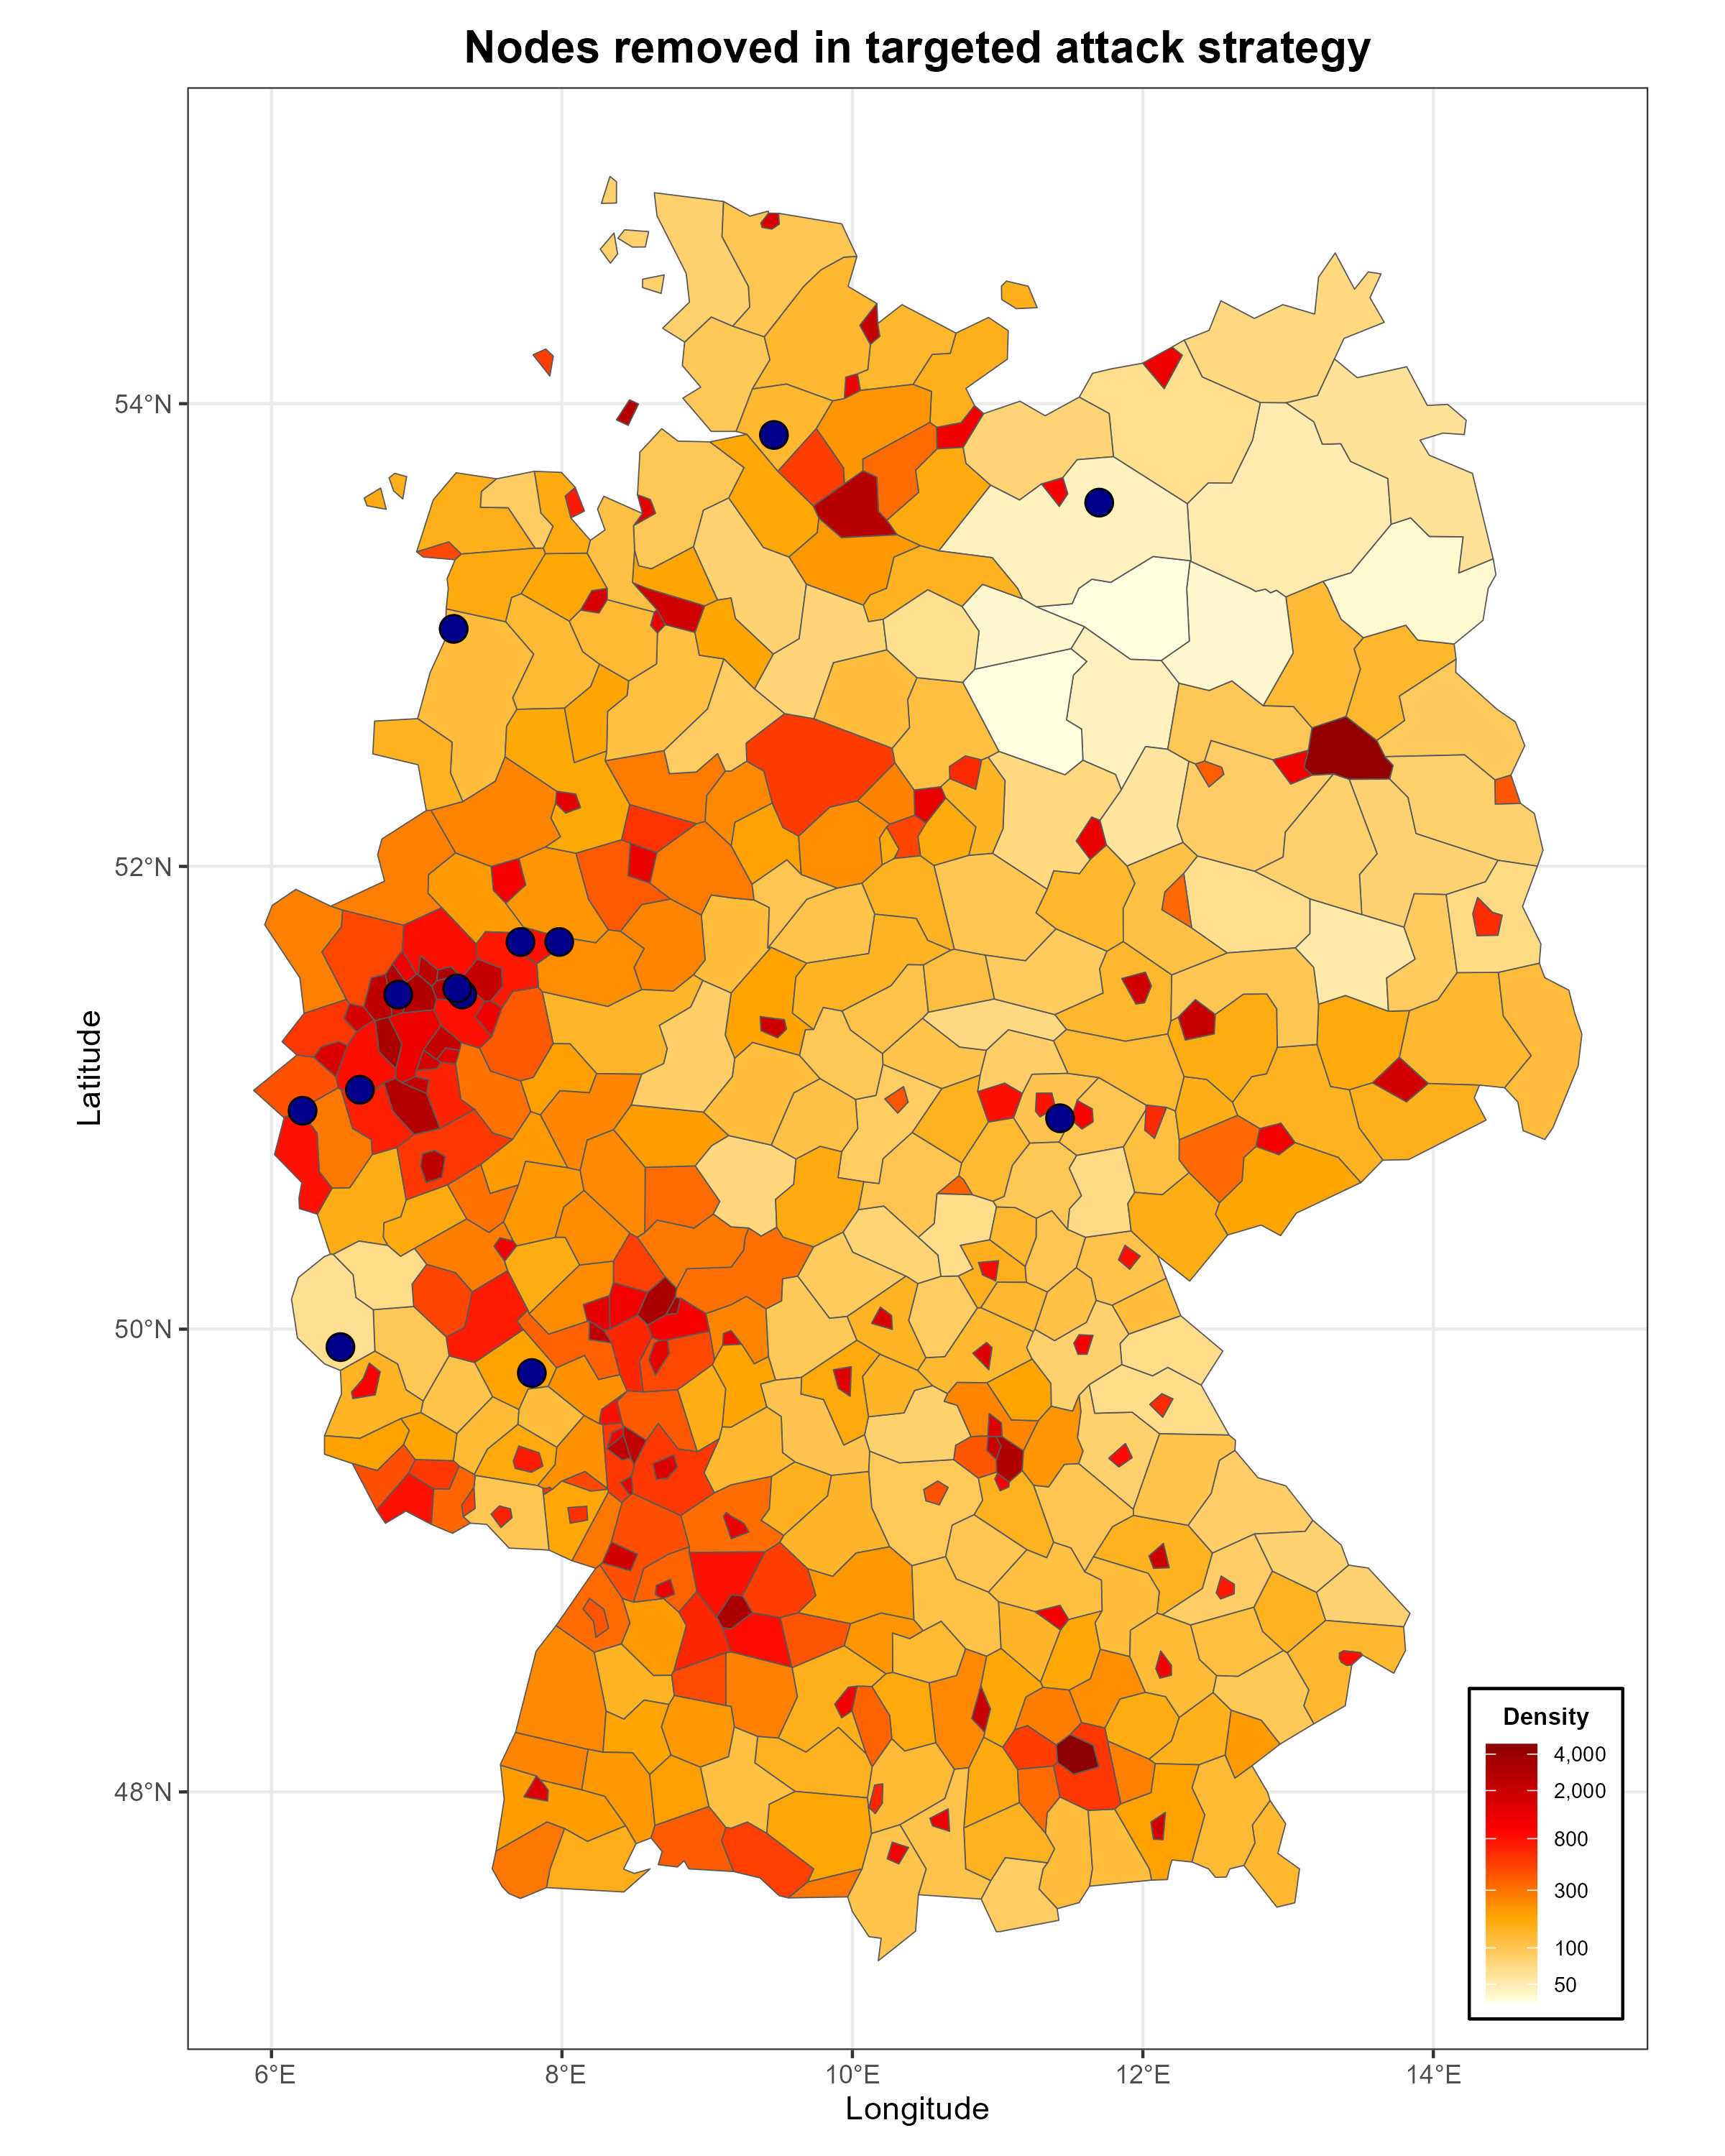 Nodes removed in targeted attack strategy
54°N
52°N
50°N
48°N
Latitude
6°E
8°E
10°E
12°E
14°E
Longitude
Density
4,000
2,000
800
300
100
50